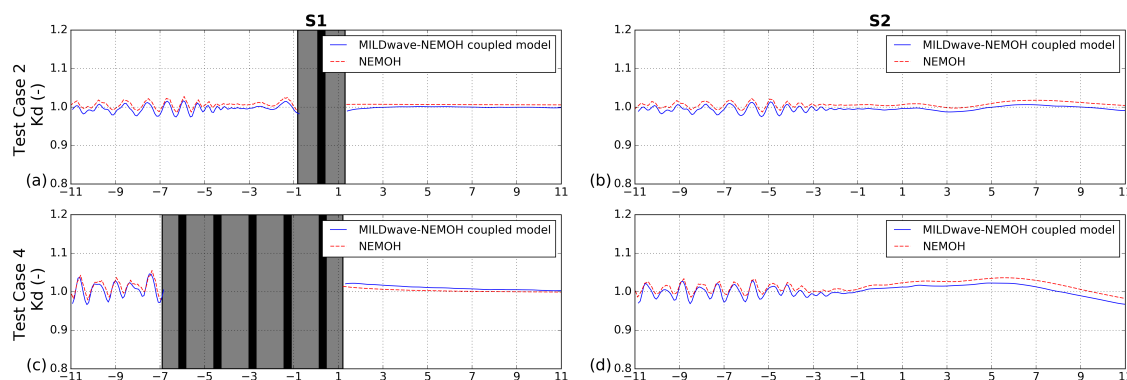 S1 S2
Test Case 2
Kd (-)
1.2
1.1
1.0
0.9
0.8
MILDwave-NEMOH coupled model
NEMOH
(a)
−11 −9 −7 −5 −3 −1 1 3 5 7 9 11
1.2
1.1
1.0
0.9
0.8
MILDwave-NEMOH coupled model
NEMOH
(b)
−11 −9 −7 −5 −3 −1 1 3 5 7 9 11
Test Case 4
Kd (-)
1.2
1.1
1.0
0.9
0.8
MILDwave-NEMOH coupled model
NEMOH
(c)
−11 −9 −7 −5 −3 −1 1 3 5 7 9 11
1.2
1.1
1.0
0.9
0.8
MILDwave-NEMOH coupled model
NEMOH
(d)
−11 −9 −7 −5 −3 −1 1 3 5 7 9 11